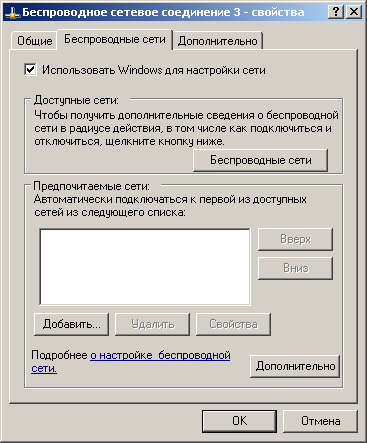 Беспроводное сетевое соединение 3 - свойства
Общие
Беспроводные сети
Дополнительно
Использовать Windows для настройки сети
Доступные сети:
Чтобы получить дополнительные сведения о беспроводной
сети в радиусе действия, в том числе как подключиться и
отключиться, щелкните кнопку ниже.
Беспроводные сети
Предпочитаемые сети:
Автоматически подключаться к первой из доступных
сетей из следующего списка:
Вверх
Вниз
Добавить...
Удалить
Свойства
Подробнее о настройке беспроводной
сети.
Дополнительно
OK
Отмена